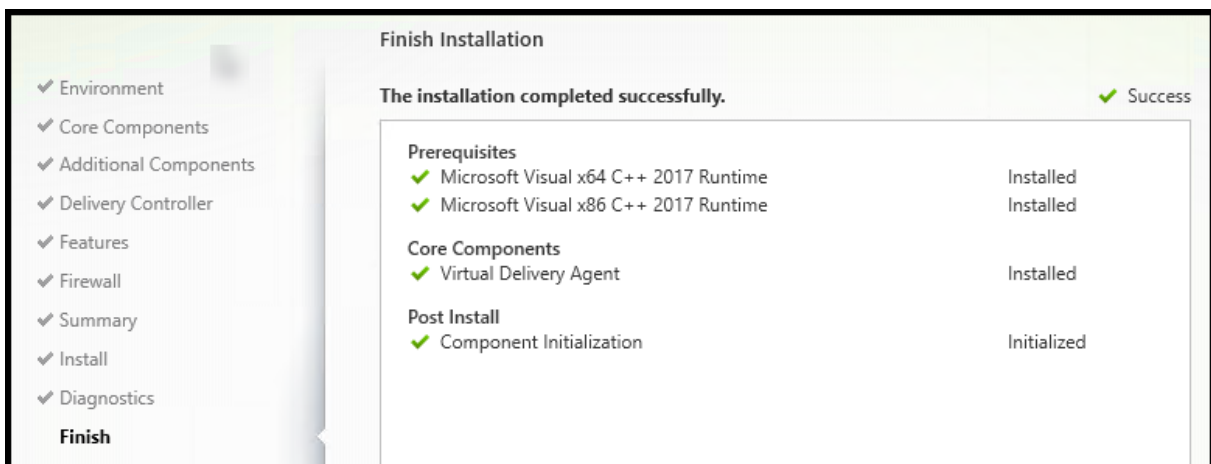 Environment
Core Components
Additional Components
Delivery Controller
Features
Firewall
Summary
Install
Diagnostics
Finish
Finish Installation
The installation completed successfully. Success
Prerequisites
Microsoft Visual x64 C++ 2017 Runtime Installed
Microsoft Visual x86 C++ 2017 Runtime Installed
Core Components
Virtual Delivery Agent Installed
Post Install
Component Initialization Initialized